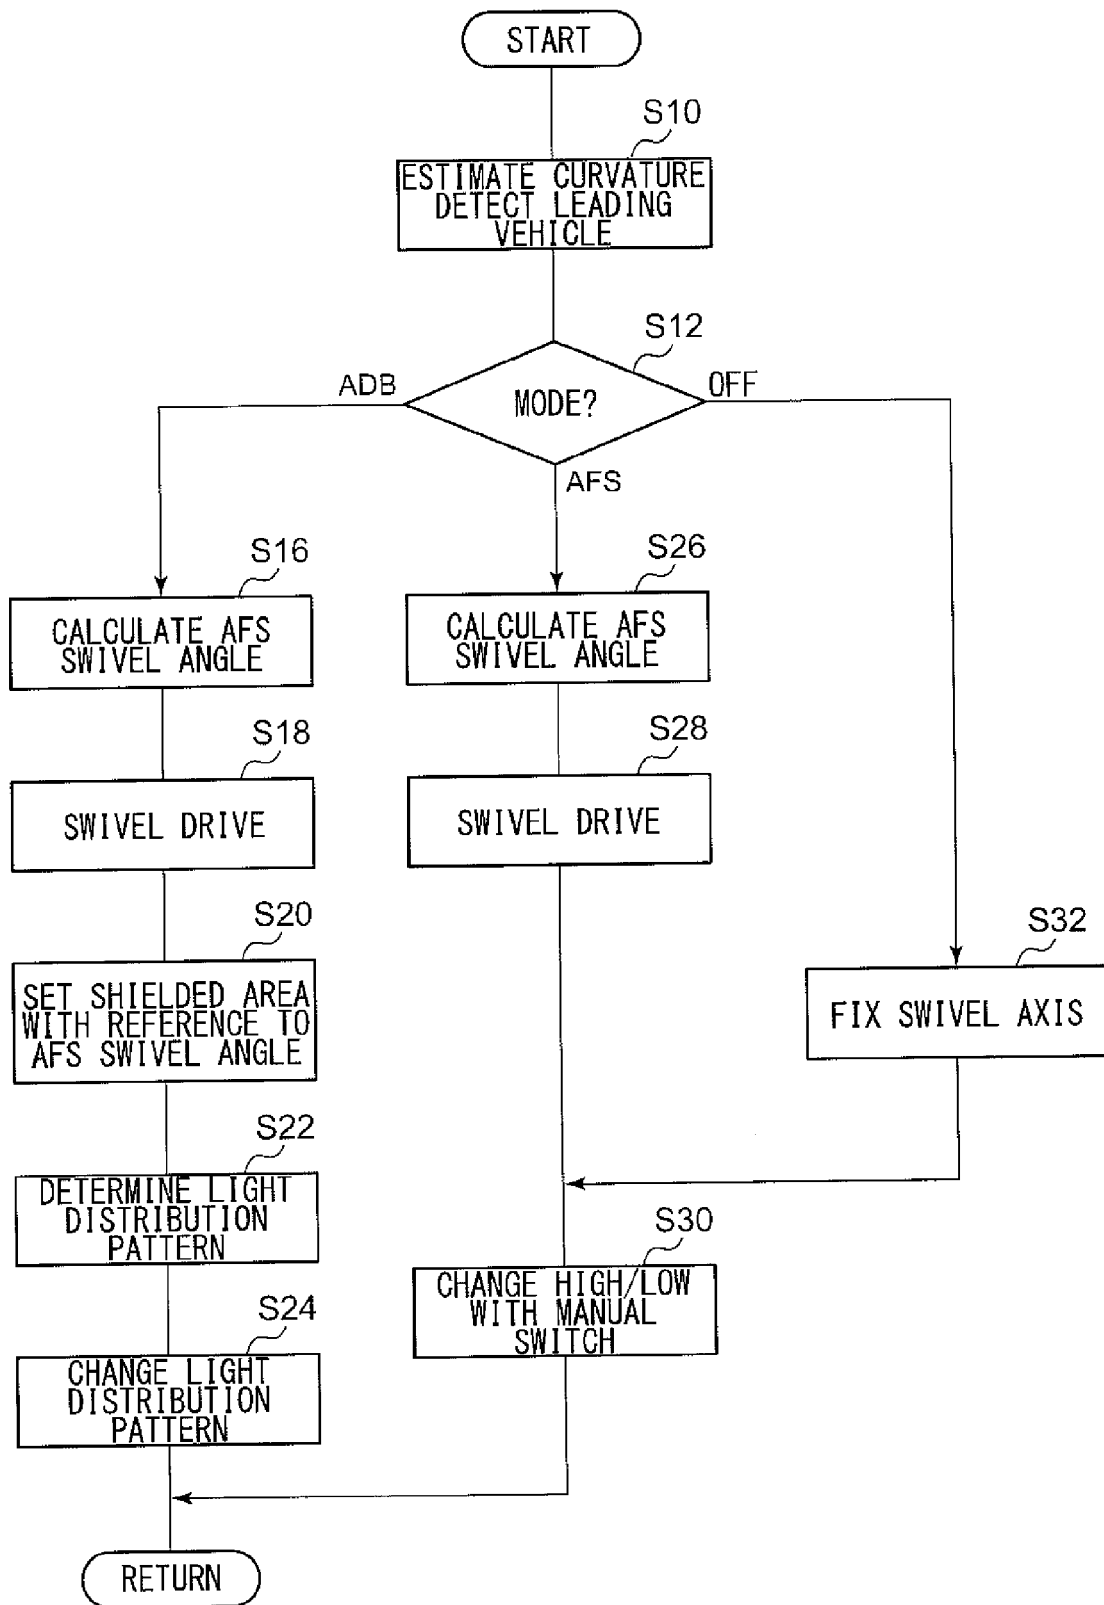 START
S10
ESTIMATE CURVATURE
DETECT LEADING
VEHICLE
S12
MODE?
ADB
OFF
AFS
S16
CALCULATE AFS
SWIVEL ANGLE
S26
CALCULATE AFS
SWIVEL ANGLE
S18
SWIVEL DRIVE
S28
SWIVEL DRIVE
S20
SET SHIELDED AREA
WITH REFERENCE TO
AFS SWIVEL ANGLE
S32
FIX SWIVEL AXIS
S22
DETERMINE LIGHT
DISTRIBUTION
PATTERN
S30
CHANGE HIGH/LOW
WITH MANUAL
SWITCH
S24
CHANGE LIGHT
DISTRIBUTION
PATTERN
RETURN